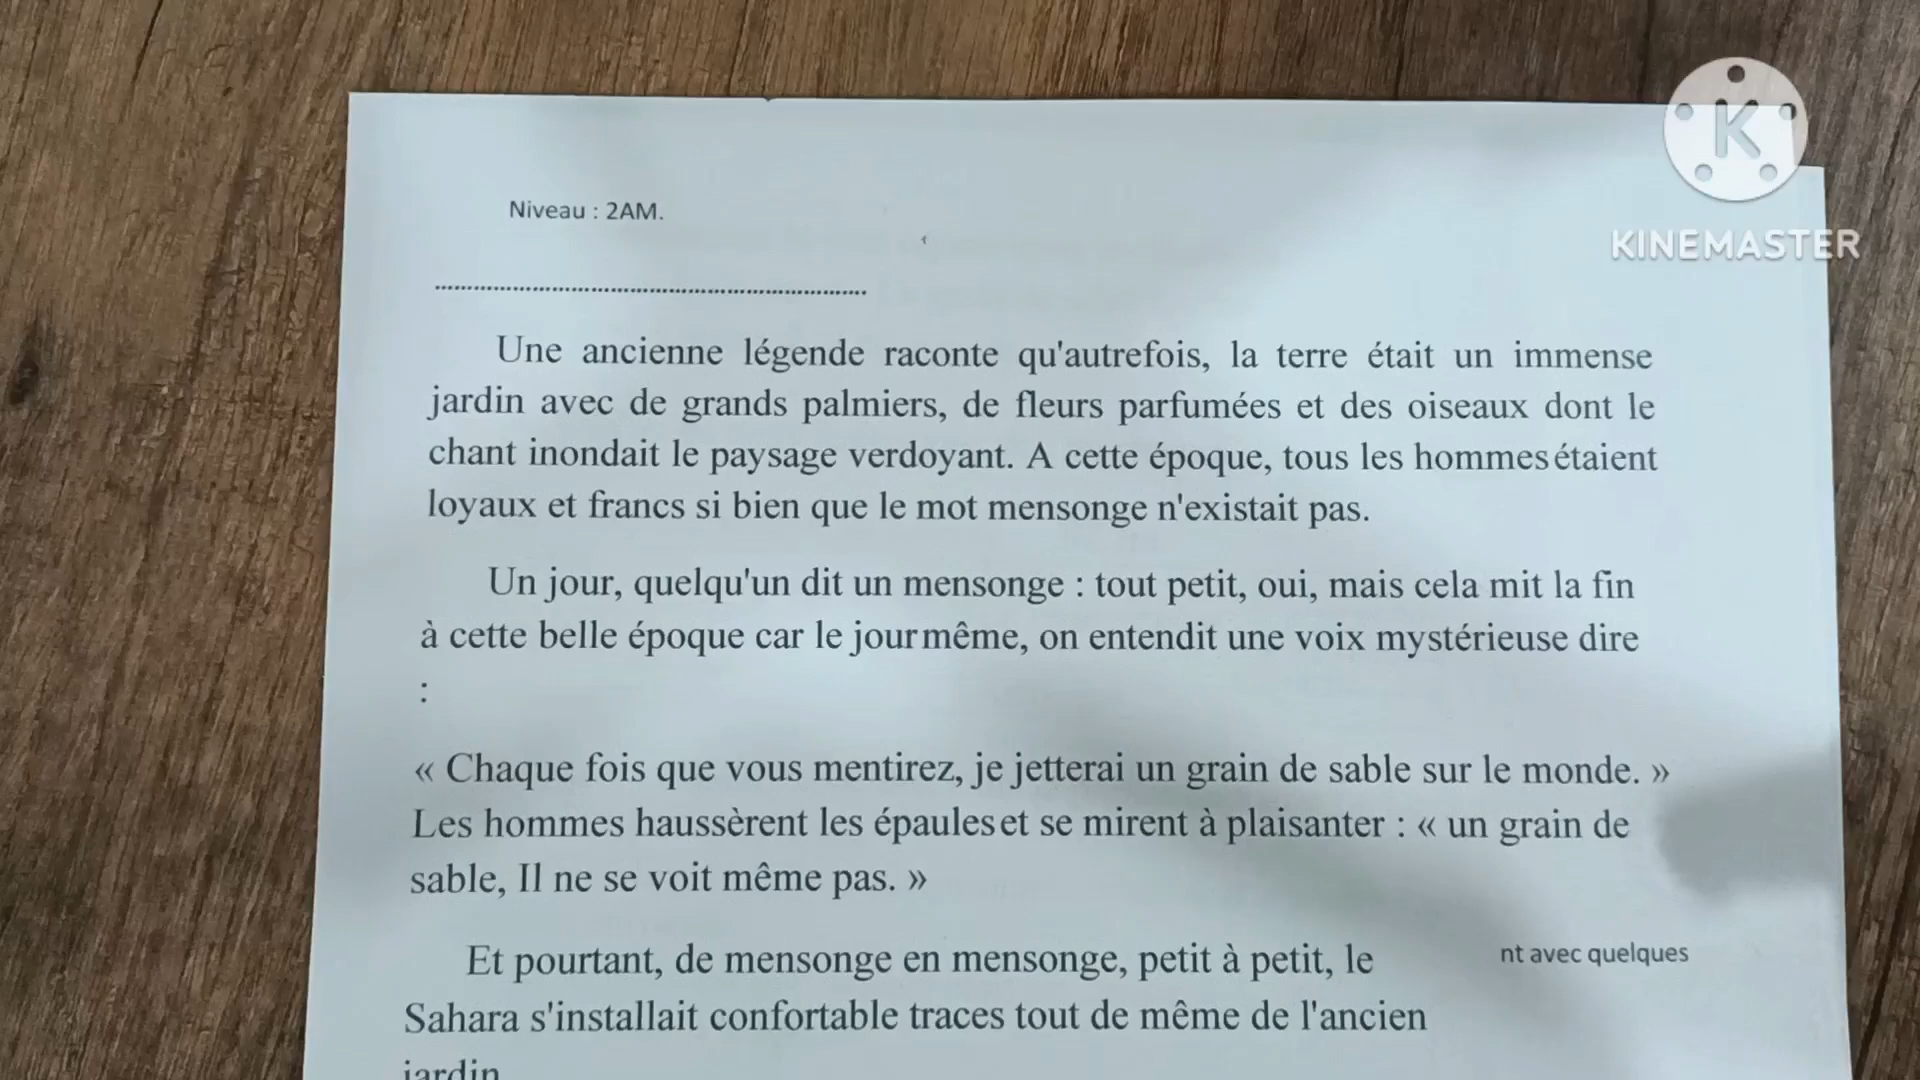 K
KINEMASTER
Niveau : 2AM.
Une ancienne légende raconte qu'autrefois, la terre était un immense
jardin avec de grands palmiers, de fleurs parfumées et des oiseaux dont le
chant inondait le paysage verdoyant. A cette époque, tous les hommes étaient
loyaux et francs si bien que le mot mensonge n'existait pas.
Un jour, quelqu'un dit un mensonge : tout petit, oui, mais cela mit la fin
à cette belle époque car le jour même, on entendit une voix mystérieuse dire
:
« Chaque fois que vous mentirez, je jetterai un grain de sable sur le monde. »
Les hommes haussèrent les épaules et se mirent à plaisanter : « un grain de
sable, Il ne se voit même pas. »
Et pourtant, de mensonge en mensonge, petit à petit, le
nt avec quelques
Sahara s'installait confortable traces tout de même de l'ancien
jardin